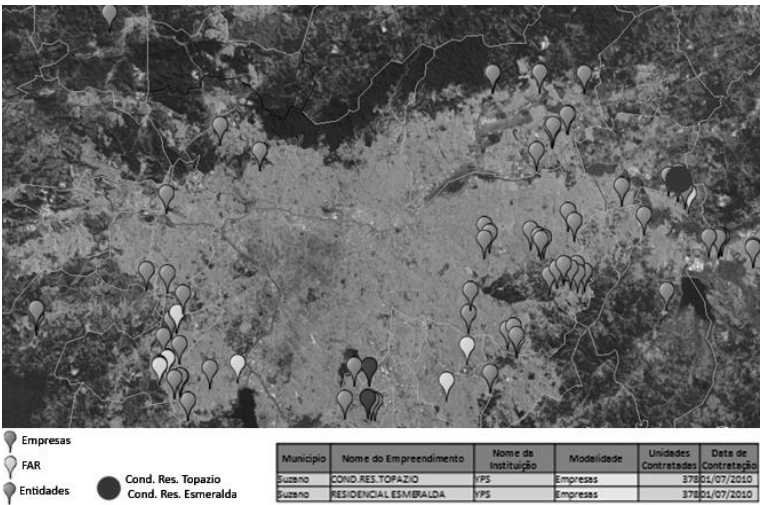 Empresas
FAR
Entidades
Cond. Res. Topazio
Cond. Res. Esmeralda
Municipio Nome do Empreendimento Nome da Instituição Modalidade Unidades Contratadas Data de Contratação
Suzano COND.RES.TOPAZIO YPS Empresas 378 01/07/2010
Suzano RESIDENCIAL ESMERALDA YPS Empresas 378 01/07/2010